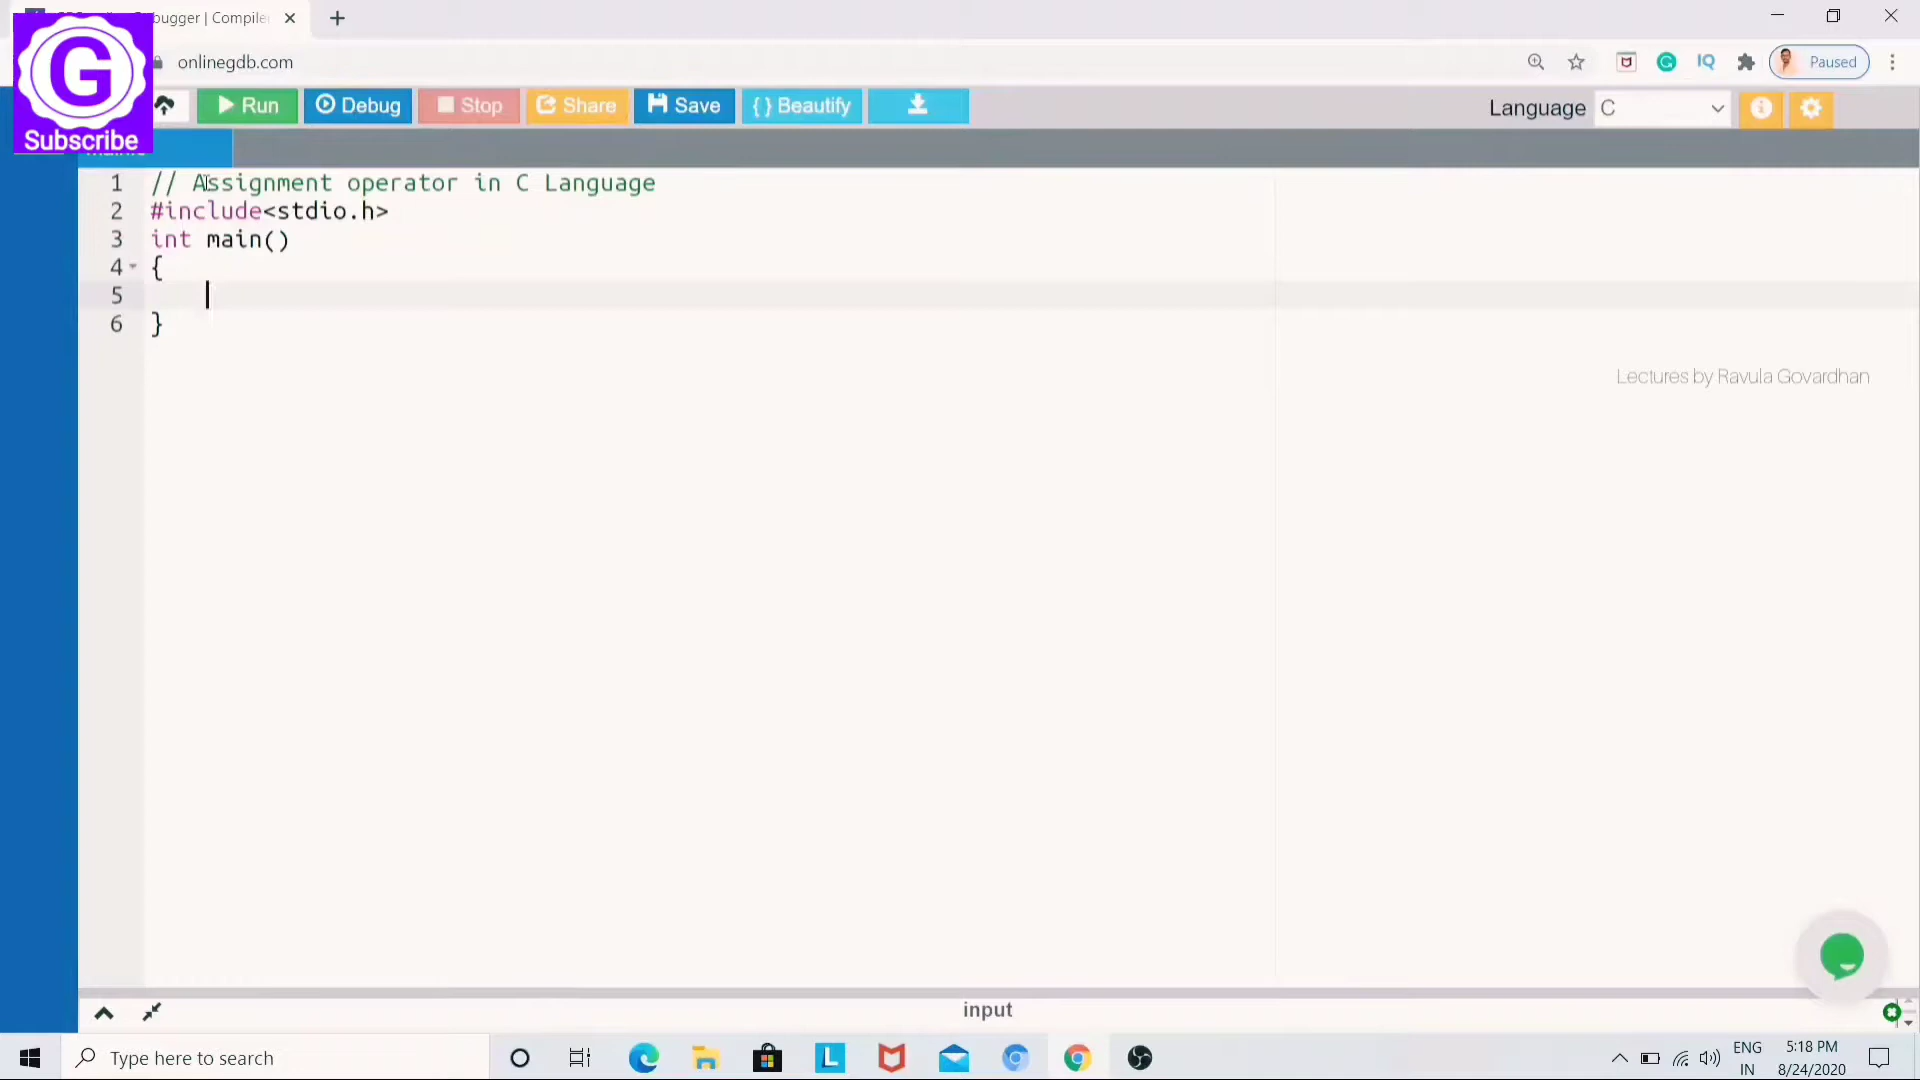 bugger | Compile
G
Subscribe
onlinegdb.com
IQ
Paused
Run
Debug
Stop
Share
Save
{ } Beautify
Language
C
1 // Assignment operator in C Language
2 #include<stdio.h>
3 int main()
4 {
5
6 }
Lectures by Ravula Govardhan
input
Type here to search
L
ENG
IN
5:18 PM
8/24/2020